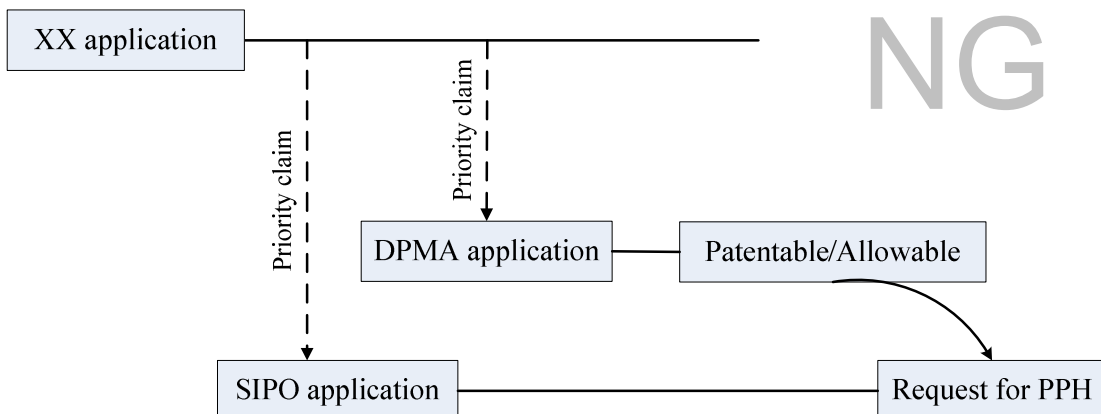 XX application
NG
Priority claim
Priority claim
DPMA application
Patentable/Allowable
SIPO application
Request for PPH